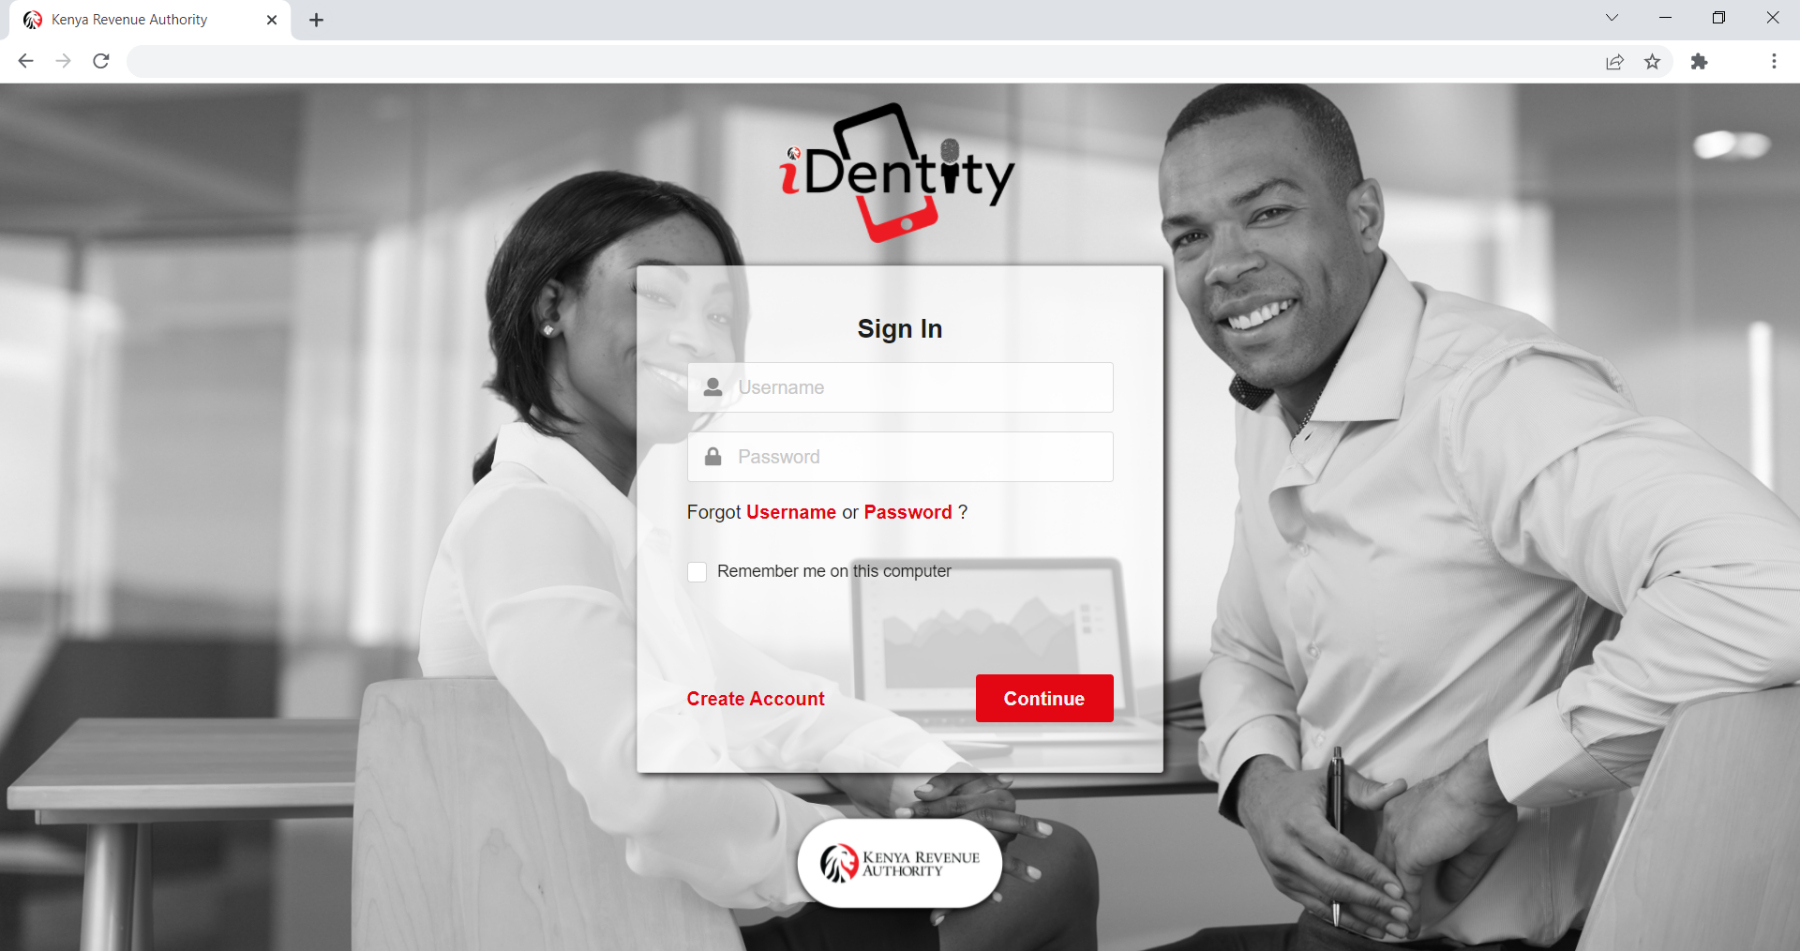 Kenya Revenue Authority
iDentity
Sign In
Username
Password
Forgot Username or Password ?
Remember me on this computer
Create Account
Continue
KENYA REVENUE
AUTHORITY